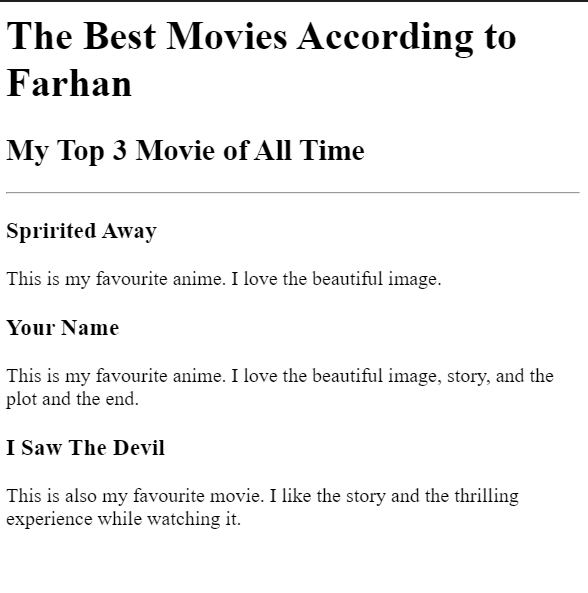 The Best Movies According to
Farhan
My Top 3 Movie of All Time
Spririted Away
This is my favourite anime. I love the beautiful image.
Your Name
This is my favourite anime. I love the beautiful image, story, and the
plot and the end.
I Saw The Devil
This is also my favourite movie. I like the story and the thrilling
experience while watching it.